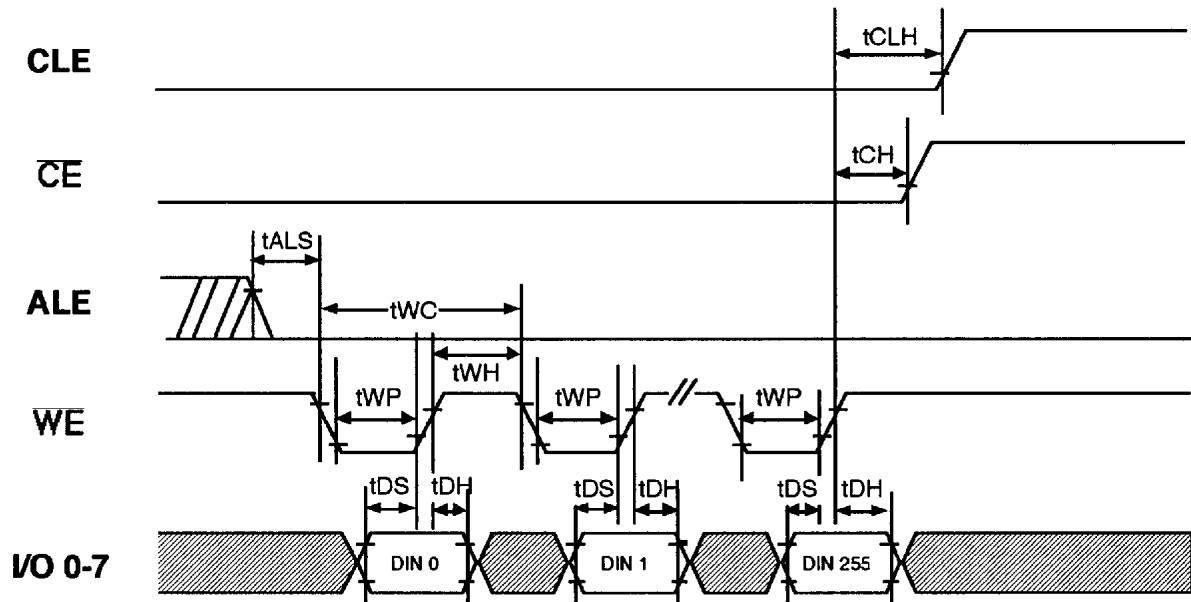 CLE
tCLH
CE
tCH
ALE
tALS
tWC
tWH
WE
tWP
tWP
tWP
tDS
tDH
tDS
tDH
tDS
tDH
I/O 0-7
DIN 0
DIN 1
DIN 255